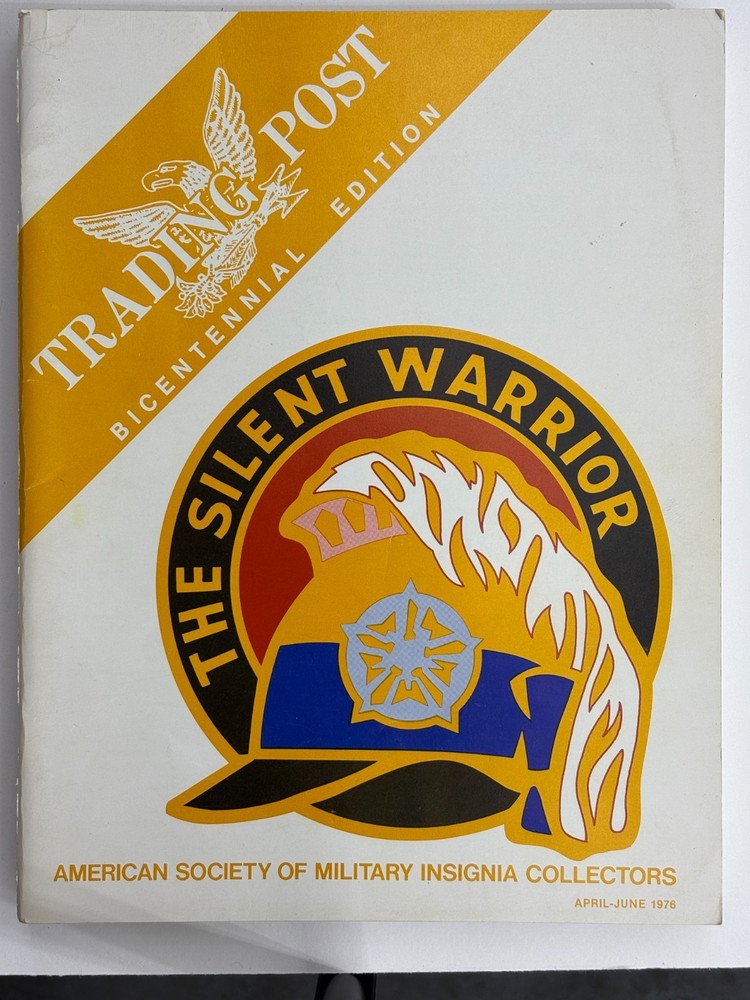 TRADING POST
BICENTENNIAL EDITION
THE SILENT WARRIOR
AMERICAN SOCIETY OF MILITARY INSIGNIA COLLECTORS
APRIL-JUNE 1976